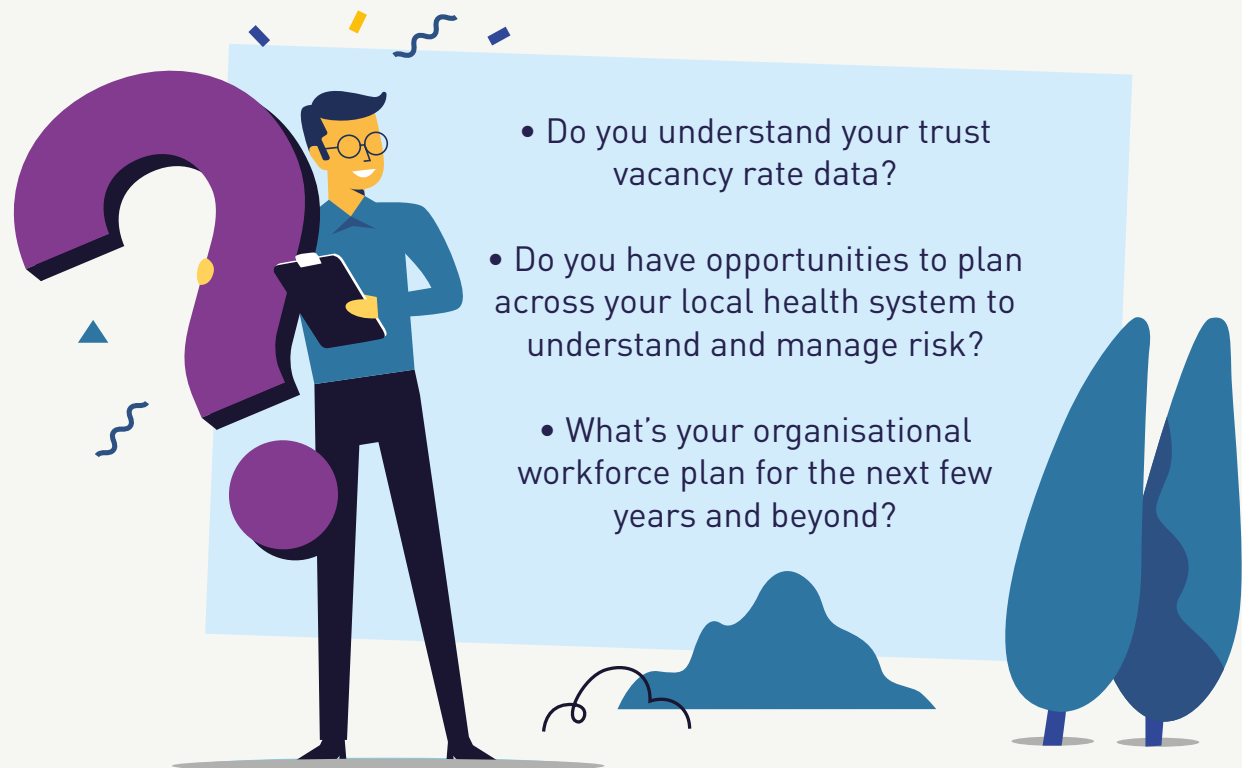 • Do you understand your trust
vacancy rate data?
• Do you have opportunities to plan
across your local health system to
understand and manage risk?
• What’s your organisational
workforce plan for the next few
years and beyond?